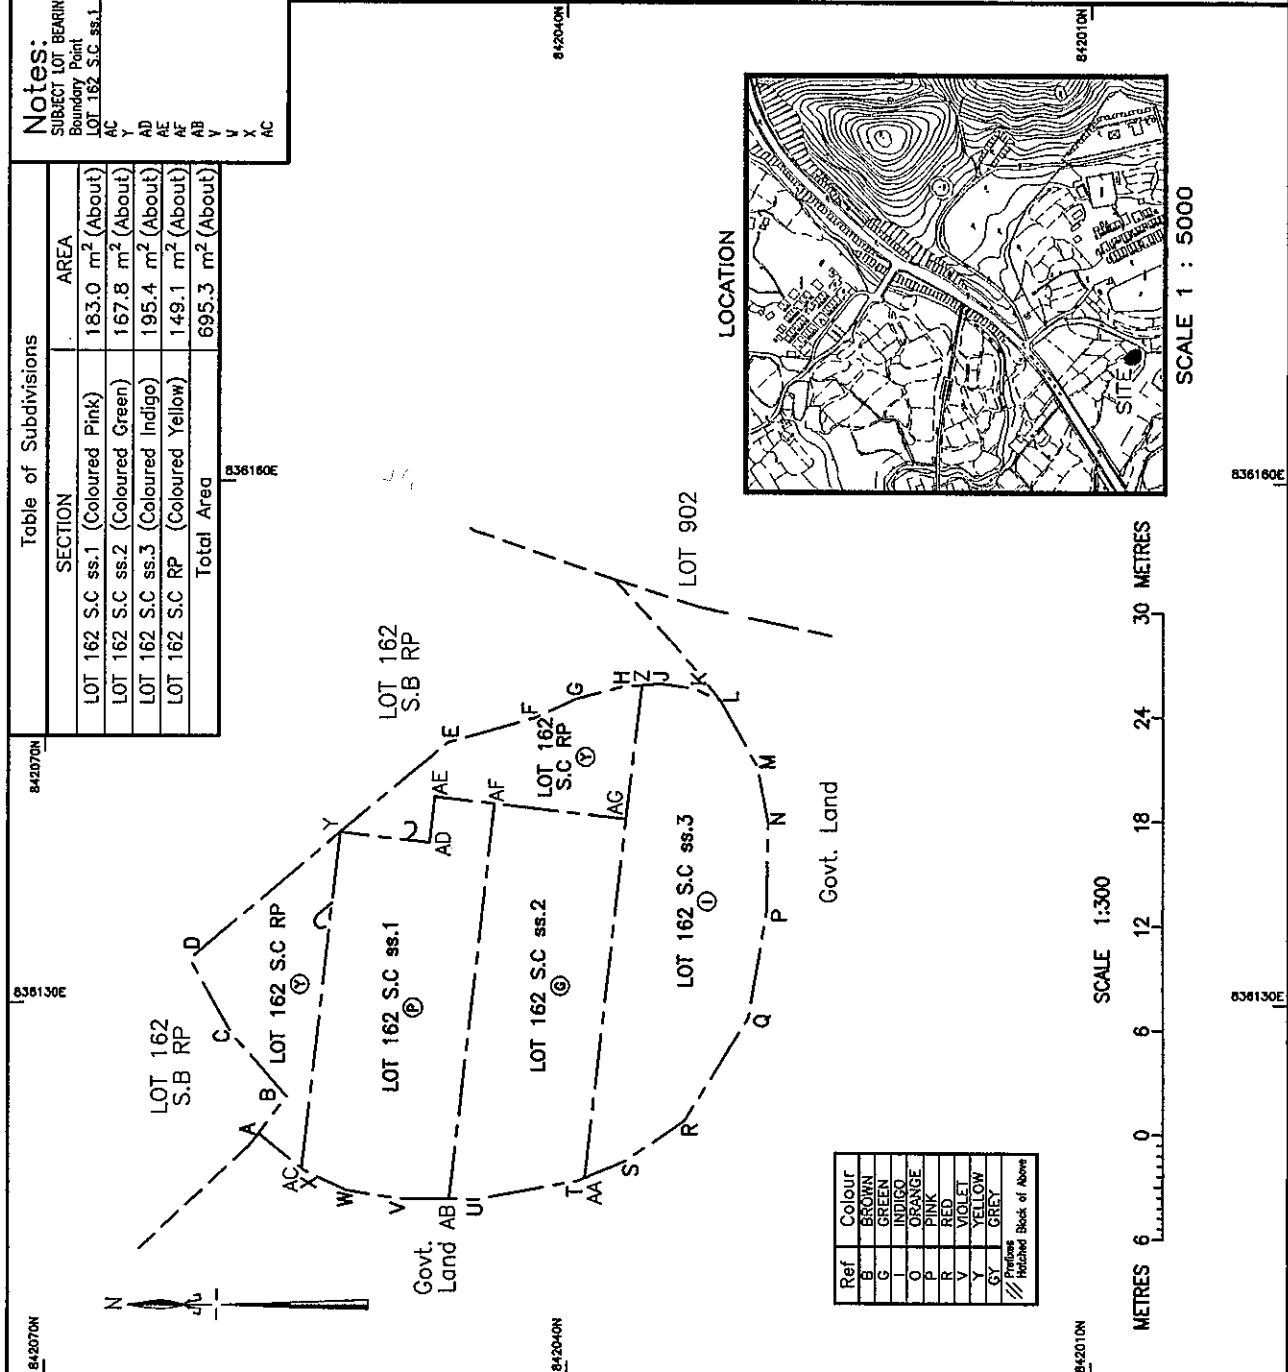 Notes:
SUBJECT LOT BEARIN
Boundary Point
LOT 162 S.C ss.1
AC
Y
AD
AE
AF
AB
V
W
X
AC
Table of Subdivisions
SECTION AREA
LOT 162 S.C ss.1 (Coloured Pink) 183.0 m² (About)
LOT 162 S.C ss.2 (Coloured Green) 167.8 m² (About)
LOT 162 S.C ss.3 (Coloured Indigo) 195.4 m² (About)
LOT 162 S.C RP (Coloured Yellow) 149.1 m² (About)
Total Area 695.3 m² (About)
842070N
842040N
842010N
836160E
836160E
836130E
836130E
842070N
842040N
842010N
N
LOT 162
S.B RP
LOT 162
S.B RP
LOT 902
A
B
C
D
Y
E
F
G
H
Z
J
K
L
M
N
P
Q
R
S
T
AA
U
AB
V
W
X
AC
AD
AE
AF
AG
LOT 162 S.C RP
Y
LOT 162 S.C ss.1
P
LOT 162 S.C ss.2
G
LOT 162 S.C ss.3
I
LOT 162
S.C RP
Y
Govt.
Land
Govt. Land
LOCATION
SITE
SCALE 1 : 5000
Ref Colour
B BROWN
G GREEN
I INDIGO
O ORANGE
P PINK
R RED
V VIOLET
Y YELLOW
GY GREY
/// Prefixes
Hatched Block of Above
SCALE 1:300
METRES 6 0 6 12 18 24 30 METRES